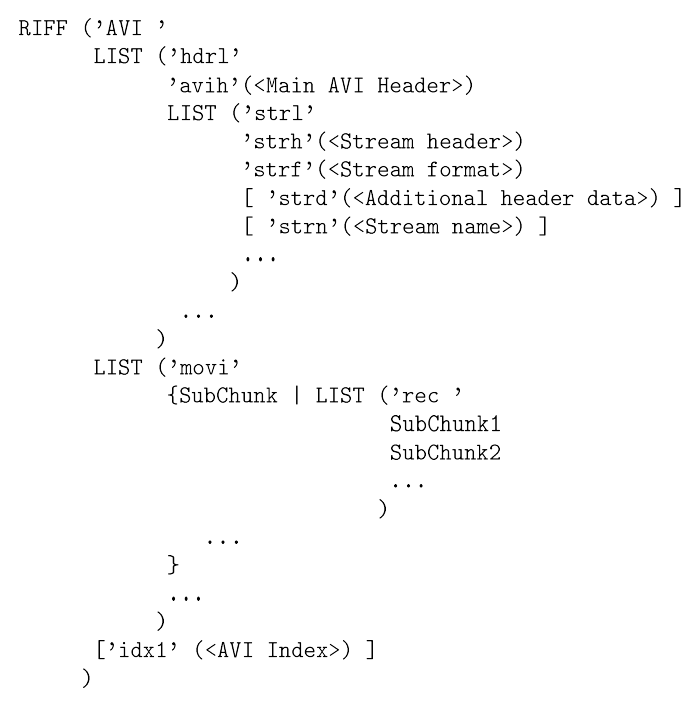 RIFF ('AVI '
      LIST ('hdrl'
            'avih'(<Main AVI Header>)
            LIST ('strl'
                  'strh'(<Stream header>)
                  'strf'(<Stream format>)
                  [ 'strd'(<Additional header data>) ]
                  [ 'strn'(<Stream name>) ]
                  ...
                 )
             ...
           )
      LIST ('movi'
            {SubChunk | LIST ('rec '
                              SubChunk1
                              SubChunk2
                              ...
                             )
               ...
            }
            ...
           )
      ['idx1' (<AVI Index>) ]
     )